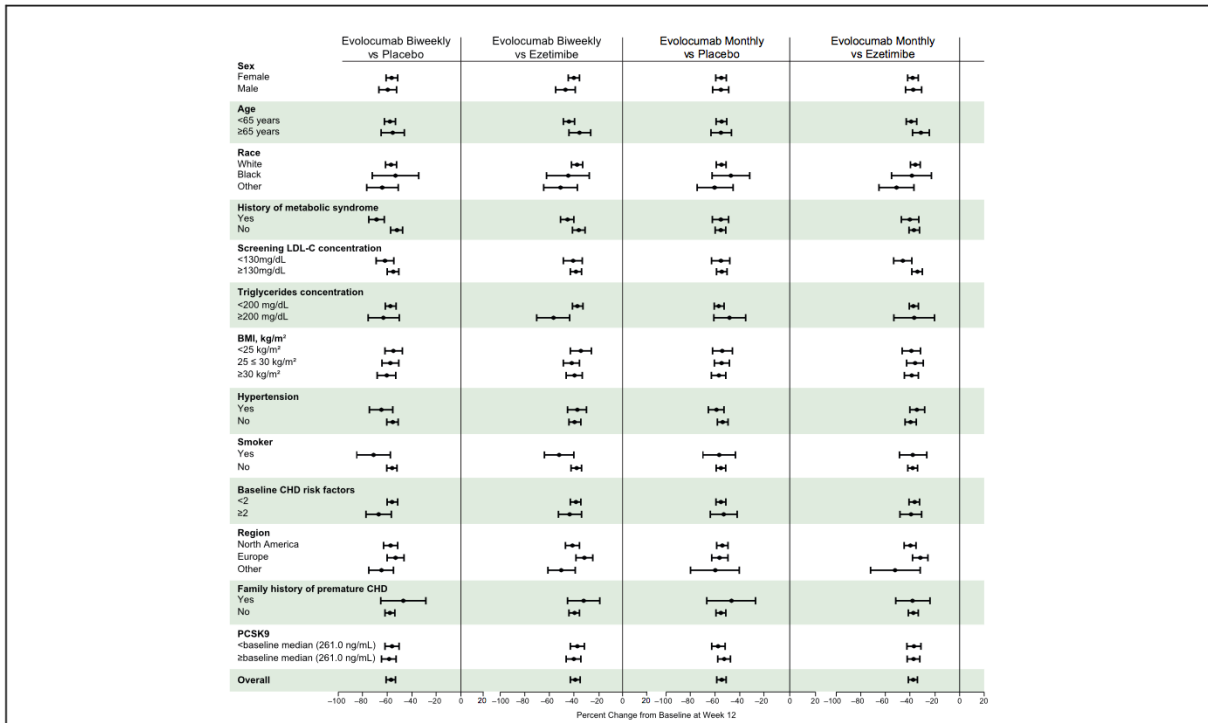 Evolocumab Biweekly vs Placebo
Evolocumab Biweekly vs Ezetimibe
Evolocumab Monthly vs Placebo
Evolocumab Monthly vs Ezetimibe
Sex
Female
Male
Age
<65 years
≥65 years
Race
White
Black
Other
History of metabolic syndrome
Yes
No
Screening LDL-C concentration
<130mg/dL
≥130mg/dL
Triglycerides concentration
<200 mg/dL
≥200 mg/dL
BMI, kg/m²
<25 kg/m²
25 ≤ 30 kg/m²
≥30 kg/m²
Hypertension
Yes
No
Smoker
Yes
No
Baseline CHD risk factors
<2
≥2
Region
North America
Europe
Other
Family history of premature CHD
Yes
No
PCSK9
<baseline median (261.0 ng/mL)
≥baseline median (261.0 ng/mL)
Overall
−100 −80 −60 −40 −20 0 20 −100 −80 −60 −40 −20 0 20 −100 −80 −60 −40 −20 0 20 −100 −80 −60 −40 −20 0 20
Percent Change from Baseline at Week 12